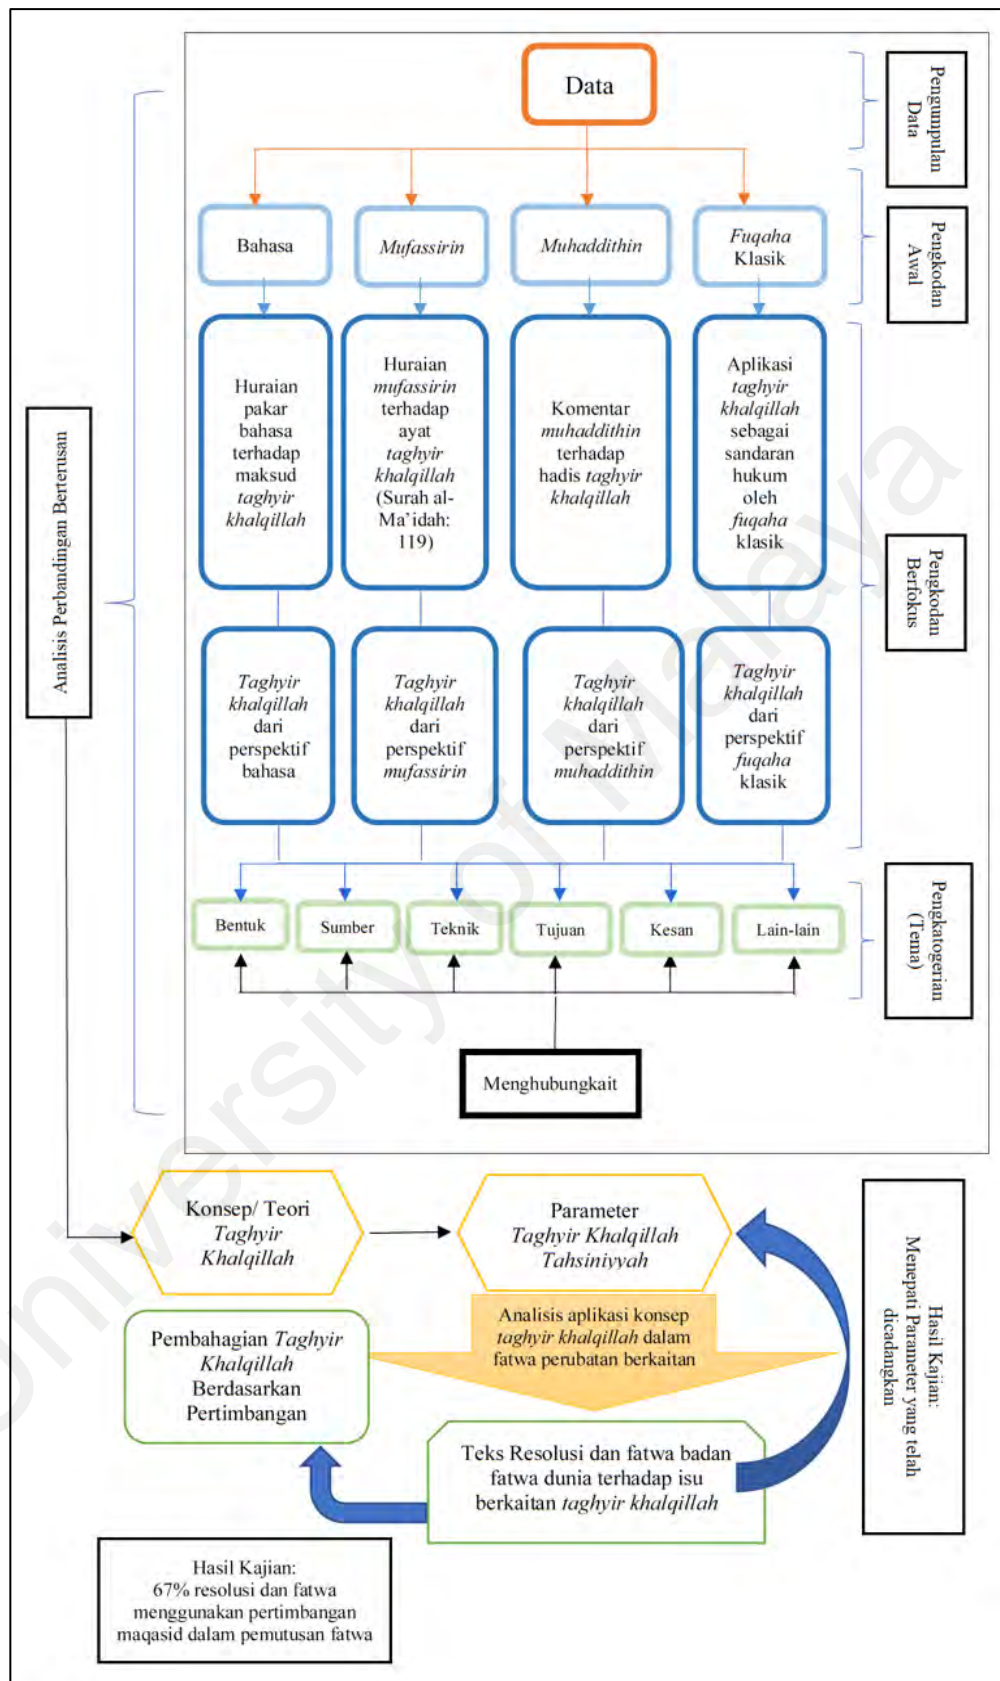 Data
Pengumpulan
Data
Bahasa
Mufassirin
Muhaddithin
Fuqaha
Klasik
Pengkodan
Awal
Huraian
pakar
bahasa
terhadap
maksud
taghyir
khalqillah
Huraian
mufassirin
terhadap
ayat
taghyir
khalqillah
(Surah al-
Ma’idah:
119)
Komentar
muhaddithin
terhadap
hadis taghyir
khalqillah
Aplikasi
taghyir
khalqillah
sebagai
sandaran
hukum
oleh
fuqaha
klasik
Pengkodan
Berfokus
Analisis Perbandingan Berterusan
Taghyir
khalqillah
dari
perspektif
bahasa
Taghyir
khalqillah
dari
perspektif
mufassirin
Taghyir
khalqillah
dari
perspektif
muhaddithin
Taghyir
khalqillah
dari
perspektif
fuqaha
klasik
Bentuk
Sumber
Teknik
Tujuan
Kesan
Lain-lain
Pengkatogerian
(Tema)
Menghubungkait
Konsep/ Teori
Taghyir
Khalqillah
Parameter
Taghyir Khalqillah
Tahsiniyyah
Hasil Kajian:
Menepati Parameter yang telah
dicadangkan
Analisis aplikasi konsep
taghyir khalqillah dalam
fatwa perubatan berkaitan
Pembahagian Taghyir
Khalqillah
Berdasarkan
Pertimbangan
Teks Resolusi dan fatwa badan
fatwa dunia terhadap isu
berkaitan taghyir khalqillah
Hasil Kajian:
67% resolusi dan fatwa
menggunakan pertimbangan
maqasid dalam pemutusan fatwa
University of Malaya